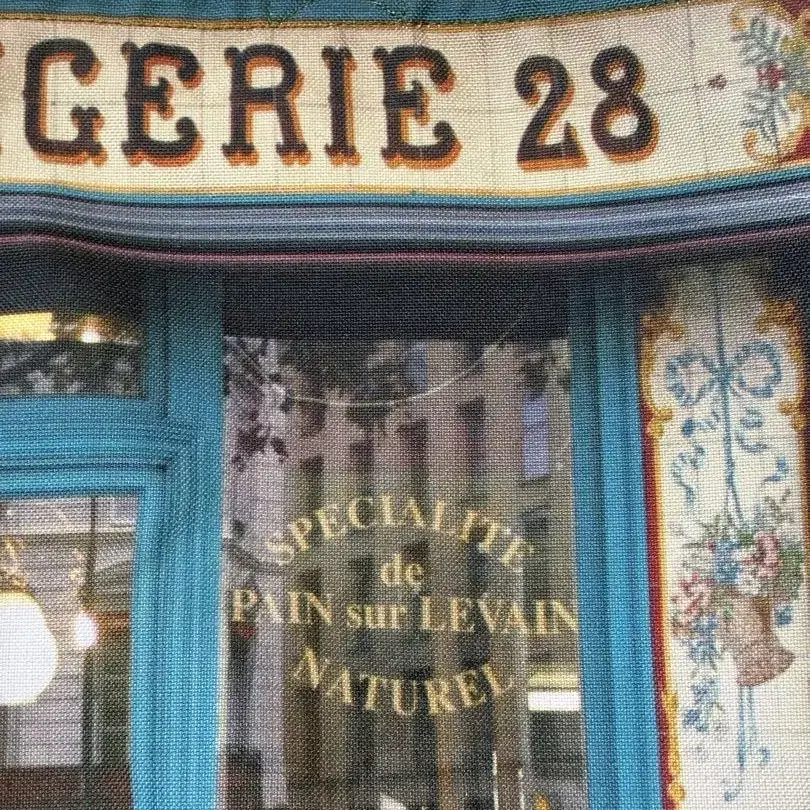 GERIE 28
SPECIALITE
de
PAIN sur LEVAIN
NATUREL